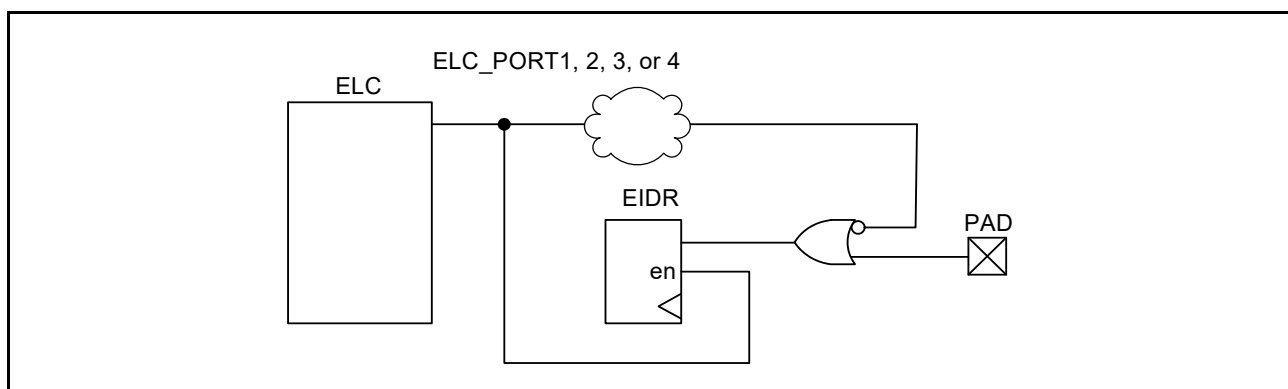 ELC_PORT1, 2, 3, or 4
ELC
EIDR
PAD
en